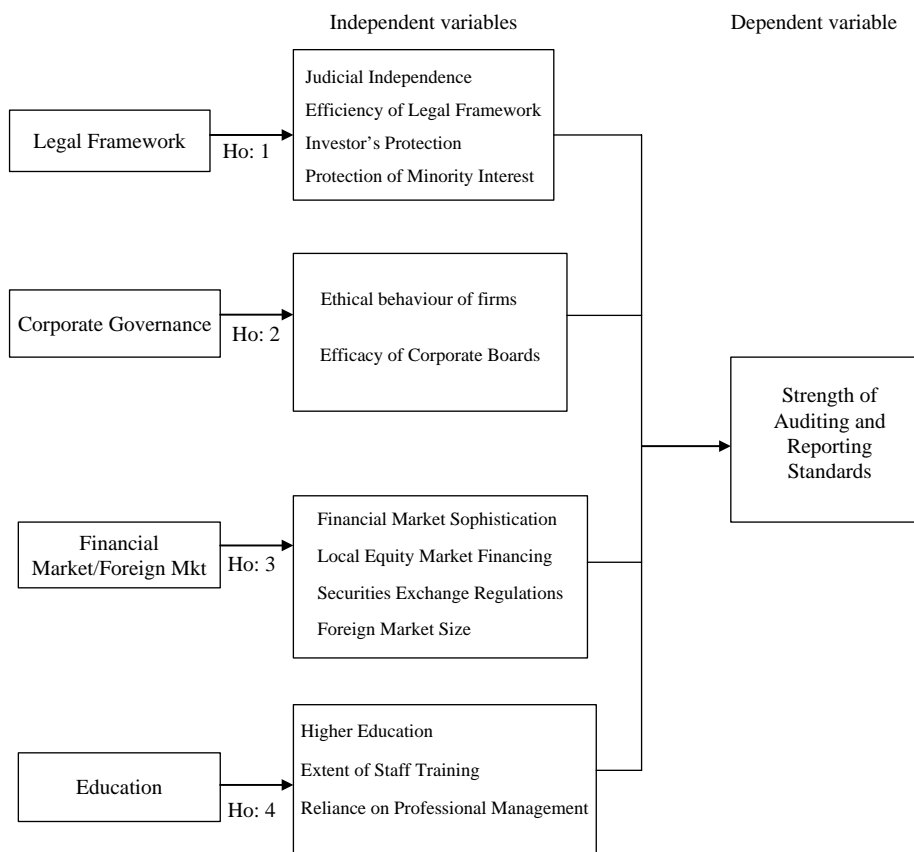 Independent variables
Dependent variable
Legal Framework
Ho: 1
Judicial Independence
Efficiency of Legal Framework
Investor’s Protection
Protection of Minority Interest
Corporate Governance
Ho: 2
Ethical behaviour of firms
Efficacy of Corporate Boards
Financial
Market/Foreign Mkt
Ho: 3
Financial Market Sophistication
Local Equity Market Financing
Securities Exchange Regulations
Foreign Market Size
Education
Ho: 4
Higher Education
Extent of Staff Training
Reliance on Professional Management
Strength of
Auditing and
Reporting
Standards